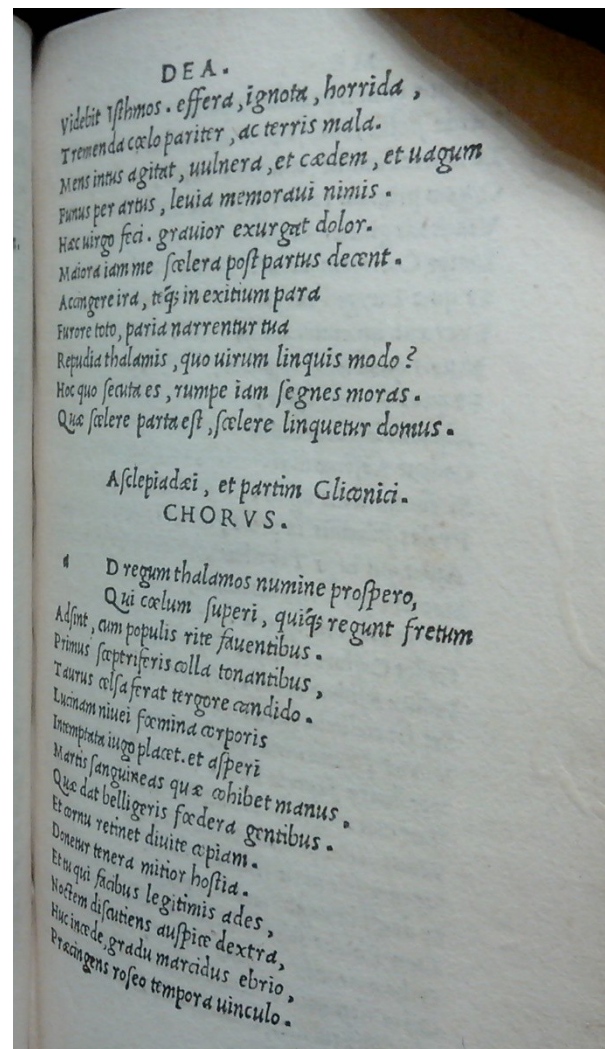 DEA.
Videbit Iſthmos. effera, ignota, horrida,
Tremenda cœlo pariter, ac terris mala.
Mens intus agitat, uulnera, et cædem, et uagum
Funus per artus, leuia memoraui nimis.
Hæc uirgo feci. grauior exurgat dolor.
Maiora iam me ſcelera poſt partus decent.
Accingere ira, teq́; in exitium para
Furore toto, paria narrentur tua
Repudia thalamis, quo uirum linquis modo?
Hoc quo ſecuta es, rumpe iam ſegnes moras.
Quæ ſcelere parta eſt, ſcelere linquetur domus.
Aſclepiadæi, et partim Gliconici.
CHORVS.
a D regum thalamos numine proſpero,
Qui cœlum ſuperi, quiq́; regunt fretum
Adſint, cum populis rite fauentibus.
Primus ſceptriferis colla tonantibus,
Taurus celſa ferat tergore candido.
Lucinam niuei fœmina corporis
Intemptata iugo placet. et aſperi
Martis ſanguineas quæ cohibet manus,
Quæ dat belligeris fœdera gentibus.
Et cornu retinet diuite copiam.
Donetur tenera mitior hoſtia.
Et tu qui facibus legitimis ades,
Noctem diſcutiens auſpice dextra,
Huc incede, gradu marcidus ebrio,
Præcingens roſeo tempora uinculo.